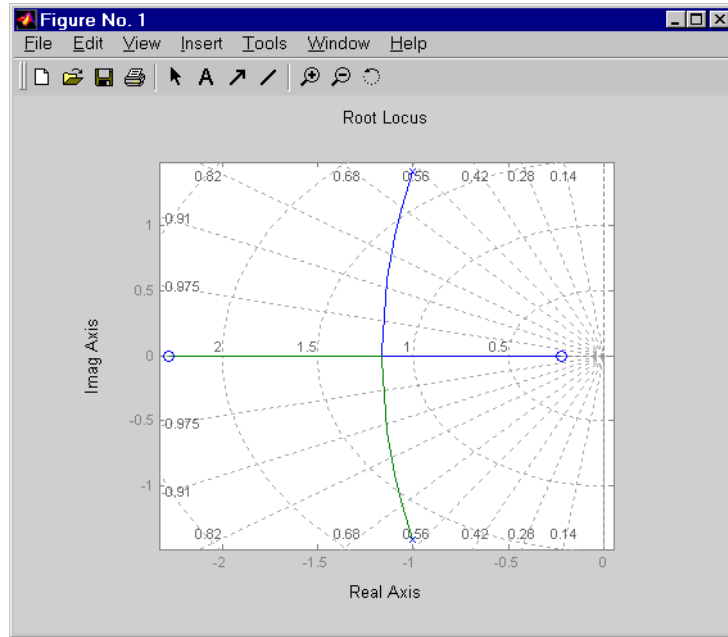 Figure No. 1
File Edit View Insert Tools Window Help
A
Root Locus
0.82 0.68 0.56 0.42 0.28 0.14
0.91
1
0.975
0.5
2 1.5 1 0.5
0
Imag Axis
-0.5
0.975
-1
0.91
0.82 0.68 0.56 0.42 0.28 0.14
-2 -1.5 -1 -0.5 0
Real Axis